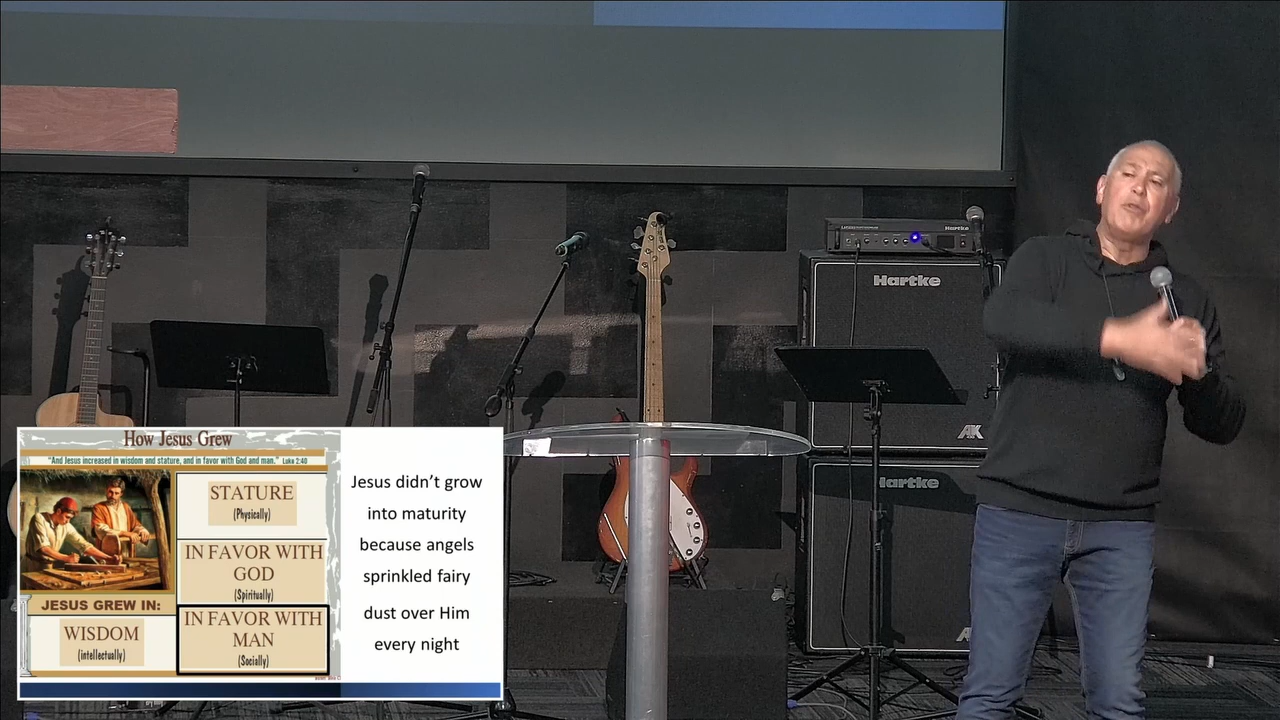 Hartke
Hartke
AK
Hartke
How Jesus Grew
"And Jesus increased in wisdom and stature, and in favor with God and man." Luke 2:40
STATURE
(Physically)
IN FAVOR WITH
GOD
(Spiritually)
JESUS GREW IN:
WISDOM
(intellectually)
IN FAVOR WITH
MAN
(Socially)
Jesus didn't grow
into maturity
because angels
sprinkled fairy
dust over Him
every night